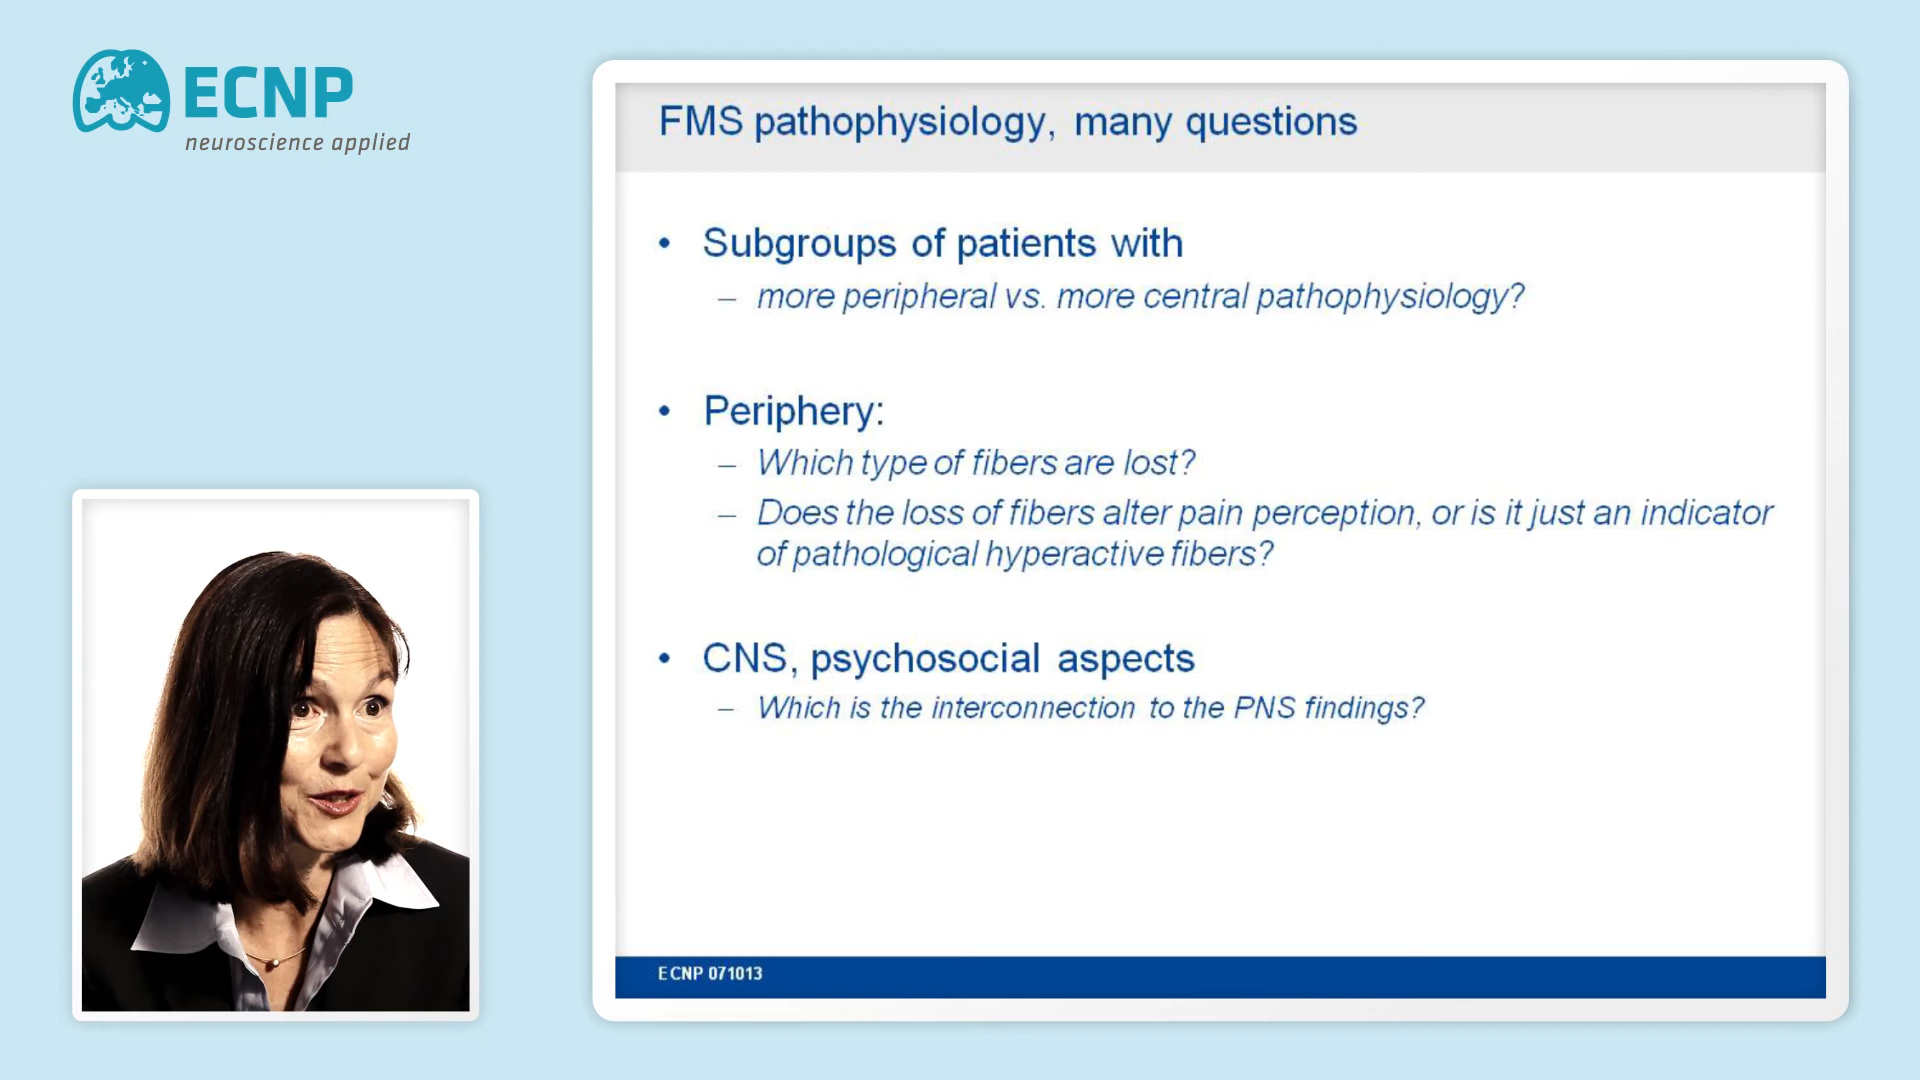 ECNP
neuroscience applied
FMS pathophysiology, many questions
• Subgroups of patients with
– more peripheral vs. more central pathophysiology?
• Periphery:
– Which type of fibers are lost?
– Does the loss of fibers alter pain perception, or is it just an indicator
of pathological hyperactive fibers?
• CNS, psychosocial aspects
– Which is the interconnection to the PNS findings?
ECNP 071013